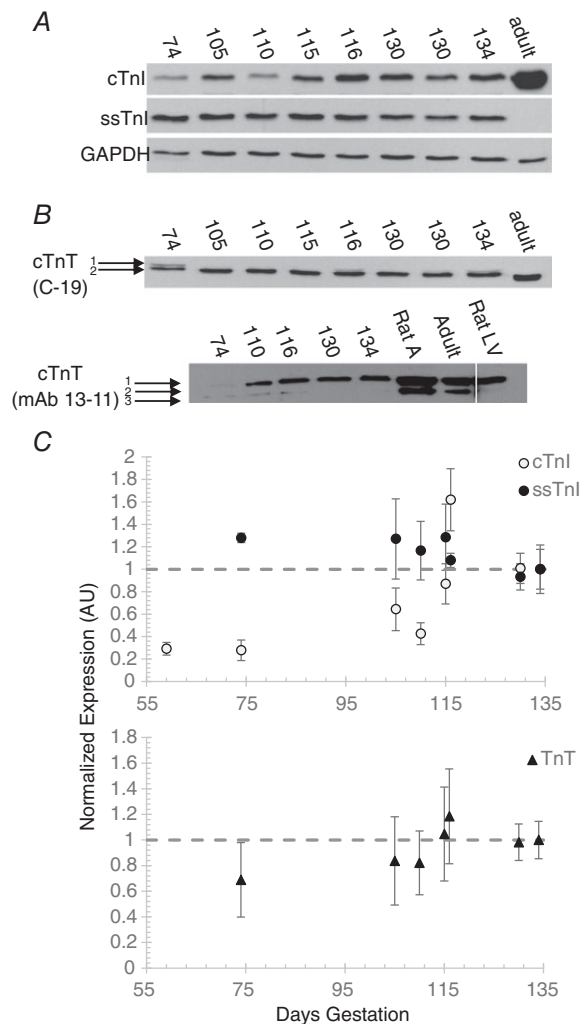 A
74 105 110 115 116 130 130 134 adult
cTnI
ssTnI
GAPDH
B
74 105 110 115 116 130 130 134 adult
cTnT 1
2
(C-19)
74 110 116 130 134 Rat A Adult Rat LV
cTnT
(mAb 13-11)
1
2
3
C
cTnI
ssTnI
2
1.8
1.6
1.4
1.2
1
0.8
0.6
0.4
0.2
0
55 75 95 115 135
Normalized Expression (AU)
TnT
1.8
1.6
1.4
1.2
1
0.8
0.6
0.4
0.2
0
55 75 95 115 135
Days Gestation